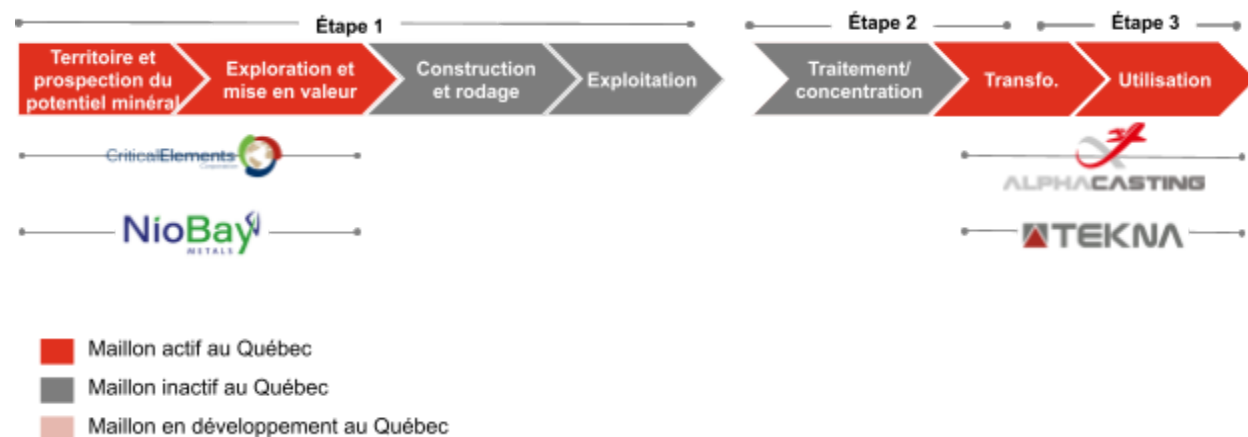 Étape 1
Étape 2
Étape 3
Territoire et
prospection du
potentiel minéral
Exploration et
mise en valeur
Construction
et rodage
Exploitation
Traitement/
concentration
Transfo.
Utilisation
CriticalElements
Corporation
ALPHACASTING
NioBay
METALS
TEKNA
Maillon actif au Québec
Maillon inactif au Québec
Maillon en développement au Québec